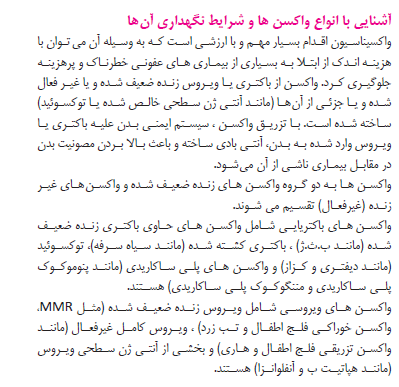 آشنایی با انواع واکسن ها و شرایط نگهداری آن‌ها
واکسیناسیون اقدام بسیار مهم و با ارزشی است که به وسیله آن می توان با
هزینه اندک از ابتلا به بسیاری از بیماری های عفونی خطرناک و پرهزینه
جلوگیری کرد. واکسن از باکتری یا ویروس زنده ضعیف شده و یا غیر فعال
شده و یا جزئی از آن‌ها (مانند آنتی ژن سطحی خالص شده یا توکسوئید)
ساخته شده است. با تزریق واکسن ، سیستم ایمنی بدن علیه باکتری یا
ویروس وارد شده به بدن، آنتی بادی ساخته و باعث بالا بردن مصونیت بدن
در مقابل بیماری ناشی از آن می‌شود.
واکسن ها به دو گروه واکسن های زنده ضعیف شده و واکسن‌های غیر
زنده (غیرفعال) تقسیم می شوند.
واکسن های باکتریایی شامل واکسن های حاوی باکتری زنده ضعیف
شده (مانند ب.ث.ژ) ، باکتری کشته شده (مانند سیاه سرفه)، توکسوئید
(مانند دیفتری و کزاز) و واکسن های پلی ساکاریدی (مانند پنوموکوک
پلی ساکاریدی و مننگوکوک پلی ساکاریدی) هستند.
واکسن های ویروسی شامل ویروس زنده ضعیف شده (مثل MMR،
واکسن خوراکی فلج اطفال و تب زرد) ، ویروس کامل غیرفعال (مانند
واکسن تزریقی فلج اطفال و هاری) و بخشی از آنتی ژن سطحی ویروس
(مانند هپاتیت ب و آنفلوانزا) هستند.